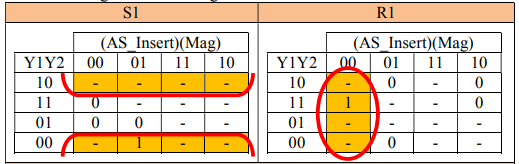 S1 R1
(AS_Insert)(Mag) (AS_Insert)(Mag)
Y1Y2 00 01 11 10 Y1Y2 00 01 11 10
10 - - - - 10 - 0 - 0
11 0 - - - 11 1 - - 0
01 0 0 - - 01 - - - -
00 - 1 - - 00 - 0 - -